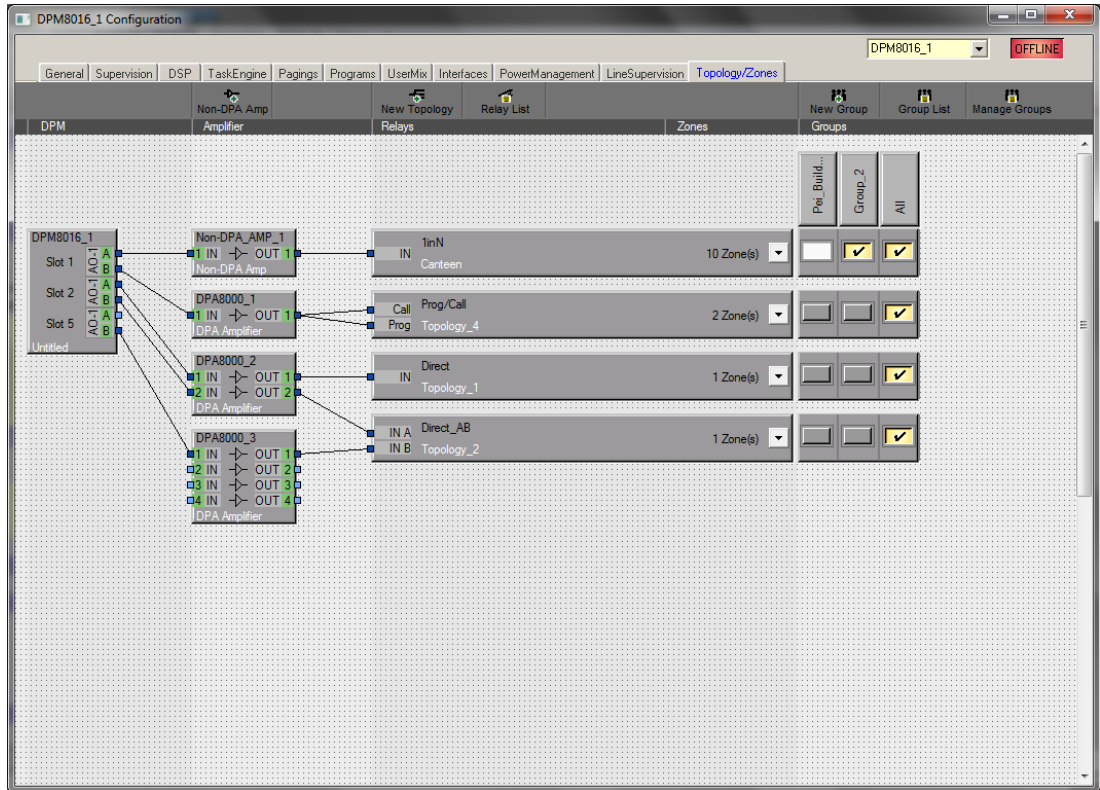 DPM8016_1 Configuration
DPM8016_1 OFFLINE
General Supervision DSP TaskEngine Pagings Programs UserMix Interfaces PowerManagement LineSupervision Topology/Zones
Non-DPA Amp New Topology Relay List New Group Group List Manage Groups
DPM Amplifier Relays Zones Groups
Pei_Build... Group_2 All
DPM8016_1
Slot 1 AO-1 A B
Slot 2 AO-1 A B
Slot 5 AO-1 A B
Untitled
Non-DPA_AMP_1
1 IN OUT 1
Non-DPA Amp
1inN
IN 10 Zone(s)
Canteen
DPA8000_1
1 IN OUT 1
DPA Amplifier
Call Prog/Call 2 Zone(s)
Prog Topology_4
DPA8000_2
1 IN OUT 1
2 IN OUT 2
DPA Amplifier
Direct
IN 1 Zone(s)
Topology_1
IN A Direct_AB 1 Zone(s)
IN B Topology_2
DPA8000_3
1 IN OUT 1
2 IN OUT 2
3 IN OUT 3
4 IN OUT 4
DPA Amplifier